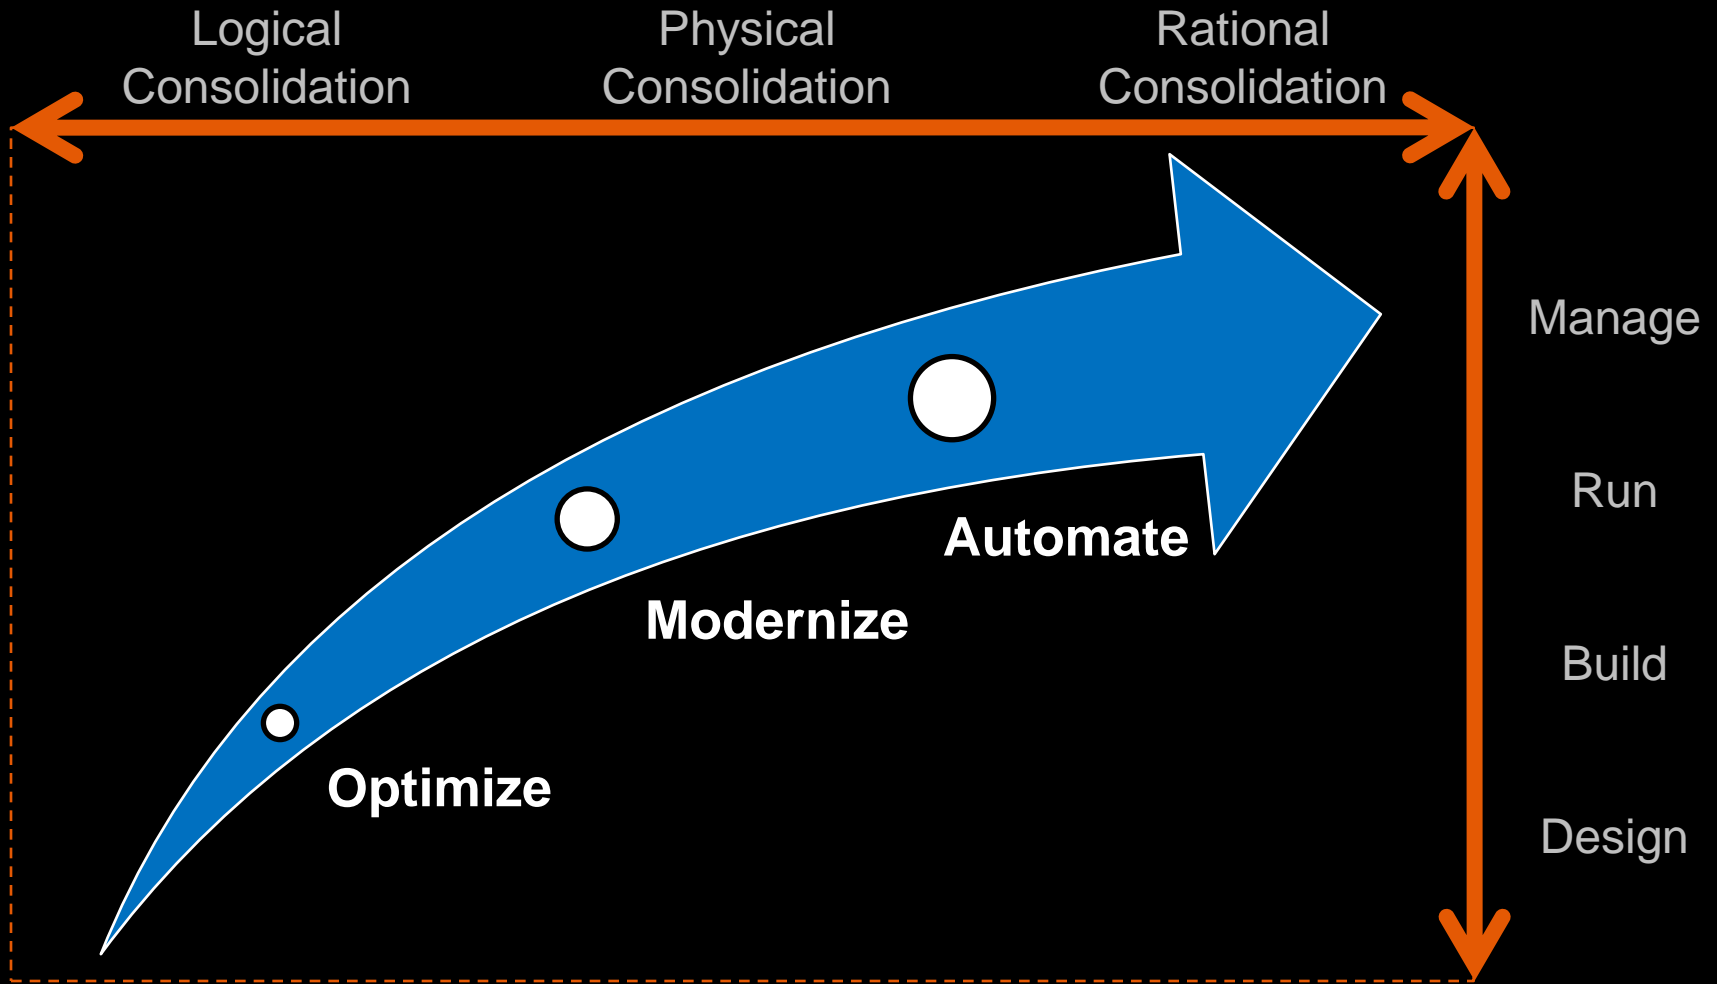 Logical
Consolidation
Physical
Consolidation
Rational
Consolidation
Manage
Run
Automate
Modernize
Build
Optimize
Design